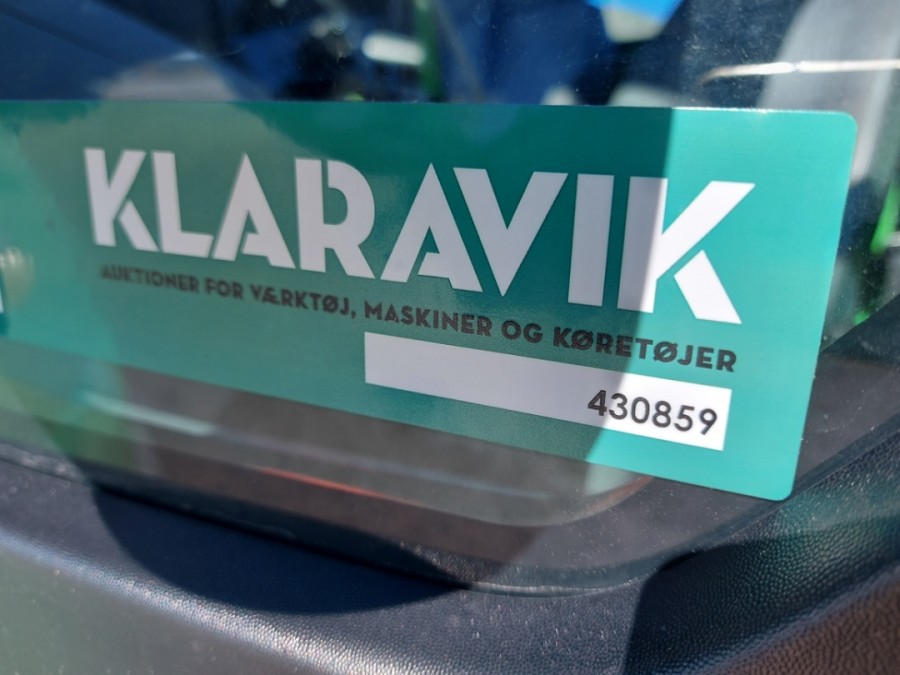 KLARAVIK
AUKTIONER FOR VÆRKTØJ, MASKINER OG KØRETØJER
430859